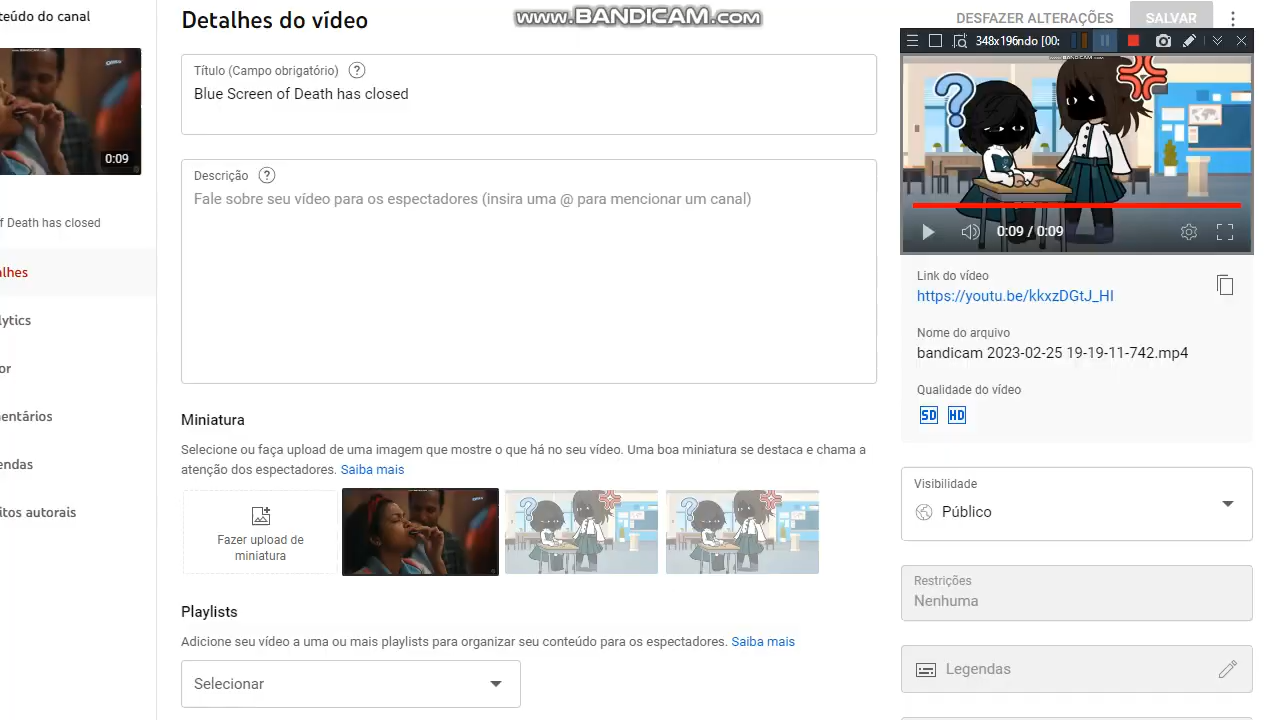 teúdo do canal
0:09
f Death has closed
alhes
lytics
or
entários
endas
itos autorais
www.BANDICAM.com
Detalhes do vídeo
DESFAZER ALTERAÇÕES
SALVAR
Título (Campo obrigatório)
Blue Screen of Death has closed
Descrição
Fale sobre seu vídeo para os espectadores (insira uma @ para mencionar um canal)
Miniatura
Selecione ou faça upload de uma imagem que mostre o que há no seu vídeo. Uma boa miniatura se destaca e chama a
atenção dos espectadores. Saiba mais
Fazer upload de
miniatura
Playlists
Adicione seu vídeo a uma ou mais playlists para organizar seu conteúdo para os espectadores. Saiba mais
Selecionar
348x196ndo [00:
0:09 / 0:09
Link do vídeo
https://youtu.be/kkxzDGtJ_HI
Nome do arquivo
bandicam 2023-02-25 19-19-11-742.mp4
Qualidade do vídeo
SD HD
Visibilidade
Público
Restrições
Nenhuma
Legendas